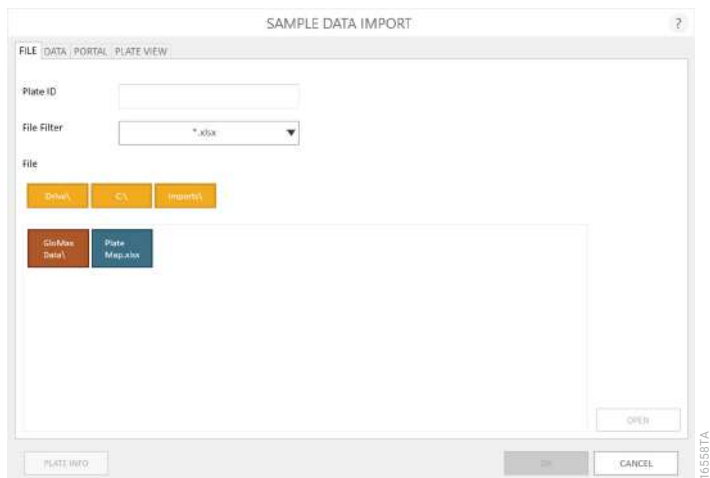 SAMPLE DATA IMPORT
?
FILE DATA PORTAL PLATE VIEW
Plate ID
File Filter
*.xlsx
File
Drive\ C:\ Imports\
GloMax Data\
Plate Map.xlsx
OPEN
PLATE INFO OK CANCEL
16558TA